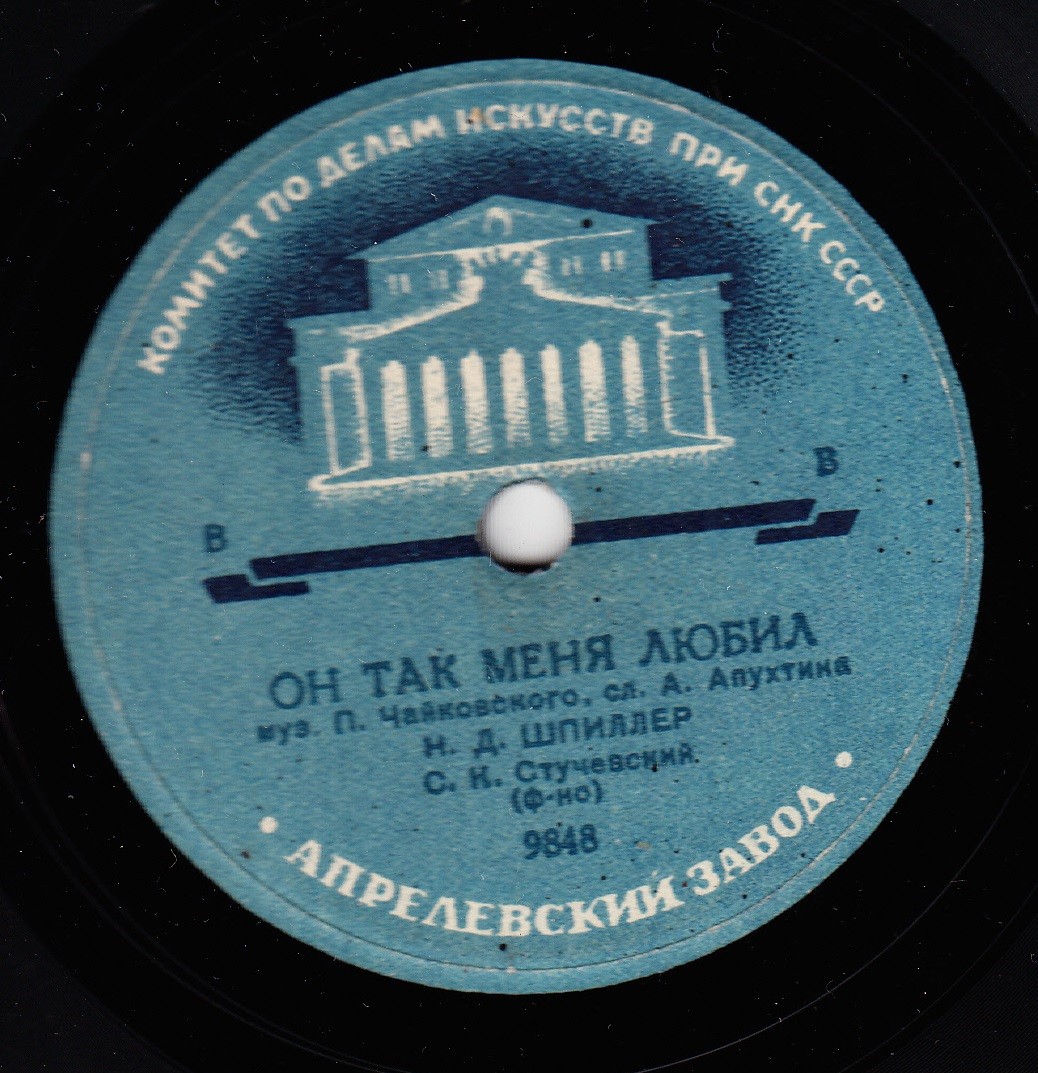 КОМИТЕТ ПО ДЕЛАМ ИСКУССТВ ПРИ СНК СССР
В В
ОН ТАК МЕНЯ ЛЮБИЛ
муз. П. Чайковского, сл. А. Апухтина
Н. Д. ШПИЛЛЕР
С. К. Стучевский
(ф-но)
9848
• АПРЕЛЕВСКИЙ ЗАВОД •